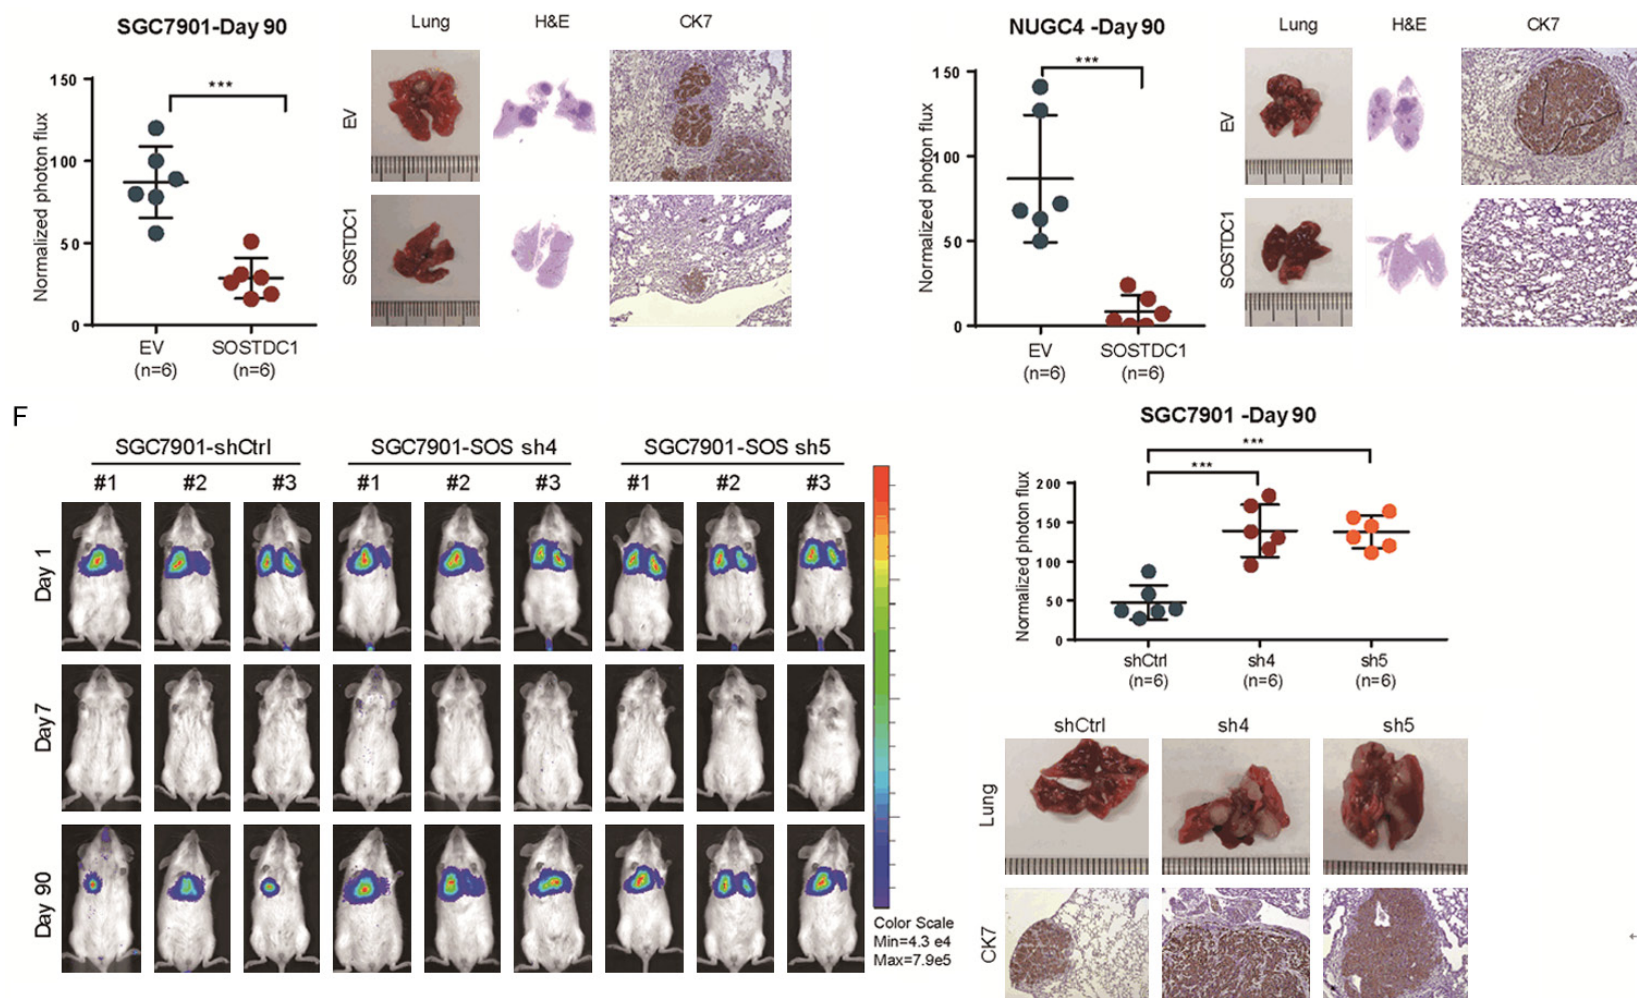 SGC7901-Day 90
Lung H&E CK7
***
150
100
50
0
Normalized photon flux
EV
SOSTDC1
EV SOSTDC1
(n=6) (n=6)
NUGC4 -Day 90
Lung H&E CK7
***
150
100
50
0
Normalized photon flux
EV
SOSTDC1
EV SOSTDC1
(n=6) (n=6)
F
SGC7901-shCtrl SGC7901-SOS sh4 SGC7901-SOS sh5
#1 #2 #3 #1 #2 #3 #1 #2 #3
Day 1
Day 7
Day 90
Color Scale
Min=4.3 e4
Max=7.9e5
SGC7901 -Day 90
***
***
200
150
100
50
0
Normalized photon flux
shCtrl sh4 sh5
(n=6) (n=6) (n=6)
shCtrl sh4 sh5
Lung
CK7